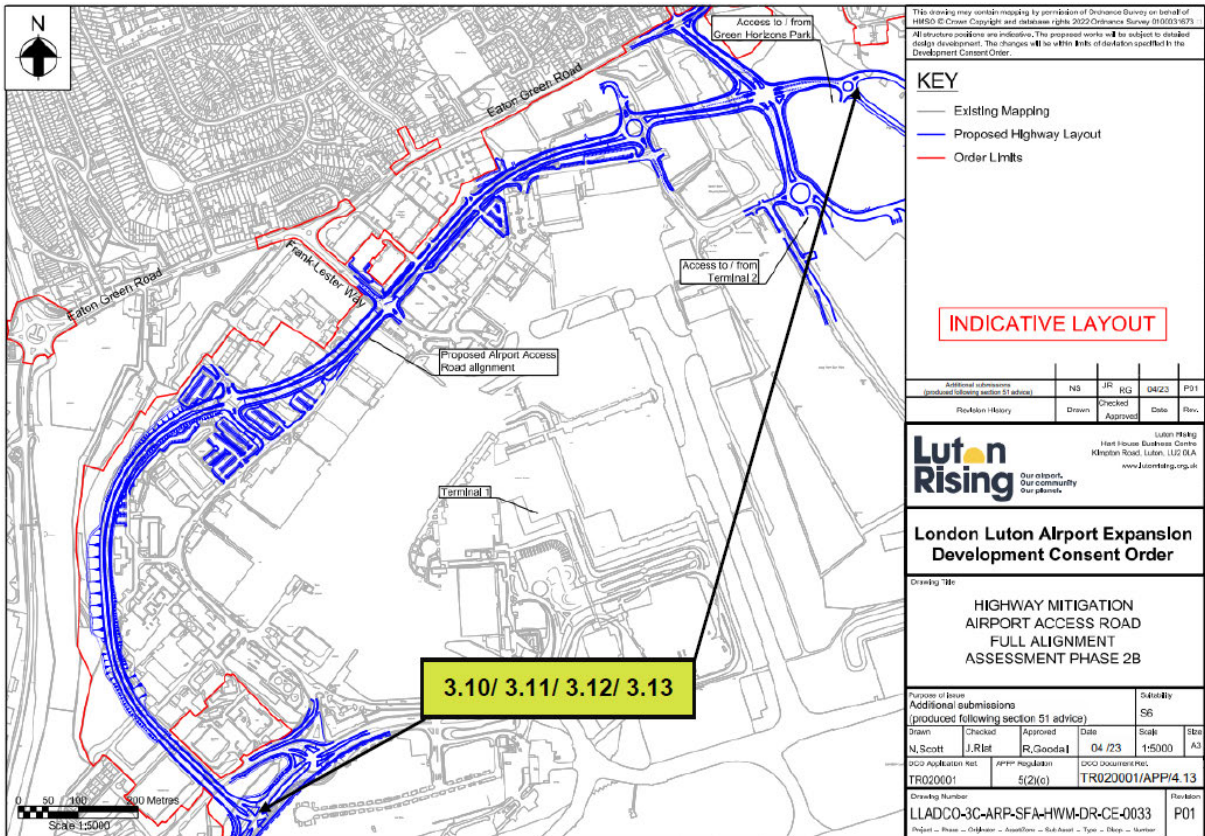 N
Access to / from
Green Horizons Park
Eaton Green Road
Frank-Lester Way
Eaton Green Road
Access to / from
Terminal 2
Proposed Airport Access
Road alignment
Terminal 1
3.10/ 3.11/ 3.12/ 3.13
0 50 100 200 Metres
Scale 1:5000
This drawing may contain mapping by permission of Ordnance Survey on behalf of
HMSO © Crown Copyright and database rights 2022 Ordnance Survey 0100031673
All structure positions are indicative. The proposed works will be subject to detailed
design development. The changes will be within limits of deviation specified in the
Development Consent Order.
KEY
Existing Mapping
Proposed Highway Layout
Order Limits
INDICATIVE LAYOUT
Additional submissions
(produced following section 51 advice)
NS JR RG 04/23 P01
Revision History Drawn Checked Approved Date Rev.
Luton Rising
Our airport.
Our community
Our planet.
Luton Rising
Hart House Business Centre
Kimpton Road, Luton, LU2 0LA
www.lutonrising.org.uk
London Luton Airport Expansion
Development Consent Order
Drawing Title
HIGHWAY MITIGATION
AIRPORT ACCESS ROAD
FULL ALIGNMENT
ASSESSMENT PHASE 2B
Purpose of issue Suitability
Additional submissions
(produced following section 51 advice) S6
Drawn Checked Approved Date Scale Size
N.Scott J.Riat R.Goodall 04 /23 1:5000 A3
DCO Application Ref. APFP Regulation DCO Document Ref.
TR020001 5(2)(o) TR020001/APP/4.13
Drawing Number Revision
LLADCO-3C-ARP-SFA-HWM-DR-CE-0033 P01